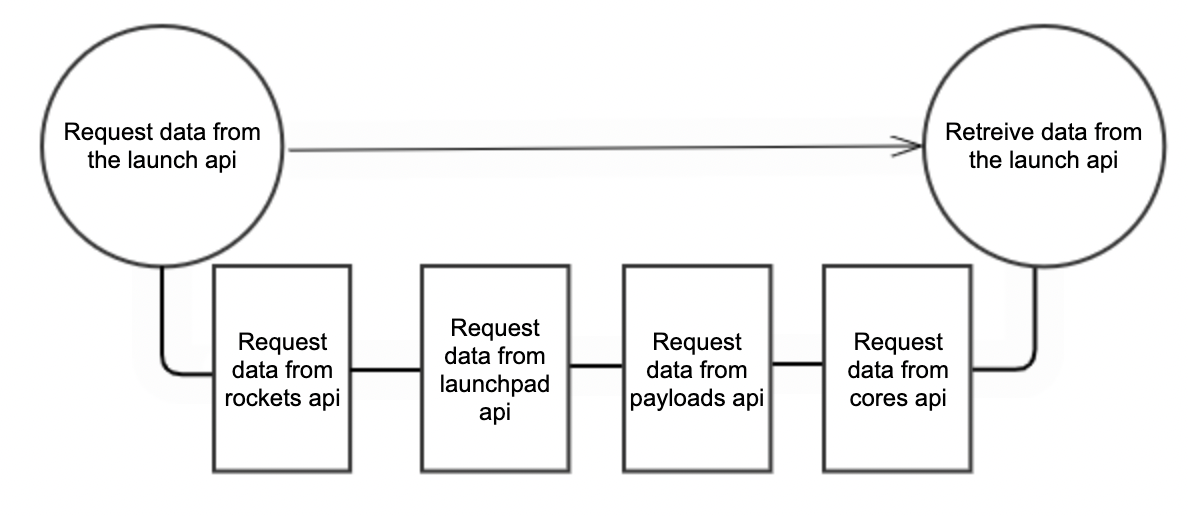 Request data from
the launch api
Retreive data from
the launch api
Request
data from
rockets api
Request
data from
launchpad
api
Request
data from
payloads api
Request
data from
cores api